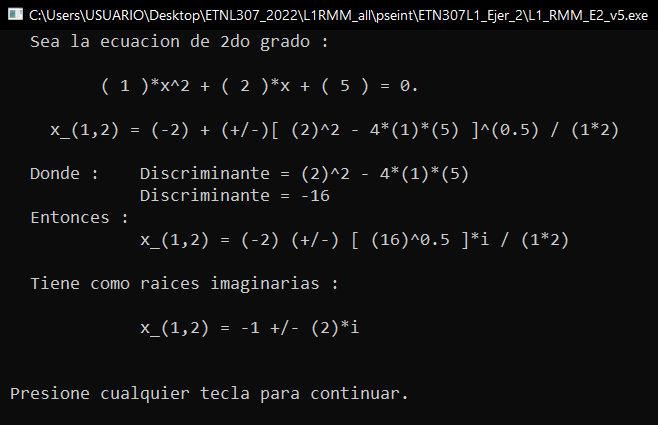 C:\Users\USUARIO\Desktop\ETNL307_2022\L1RMM_all\pseint\ETN307L1_Ejer_2\L1_RMM_E2_v5.exe
Sea la ecuacion de 2do grado :
( 1 )*x^2 + ( 2 )*x + ( 5 ) = 0.
x_(1,2) = (-2) + (+/-)[ (2)^2 - 4*(1)*(5) ]^(0.5) / (1*2)
Donde : Discriminante = (2)^2 - 4*(1)*(5)
Discriminante = -16
Entonces :
x_(1,2) = (-2) (+/-) [ (16)^0.5 ]*i / (1*2)
Tiene como raices imaginarias :
x_(1,2) = -1 +/- (2)*i
Presione cualquier tecla para continuar.